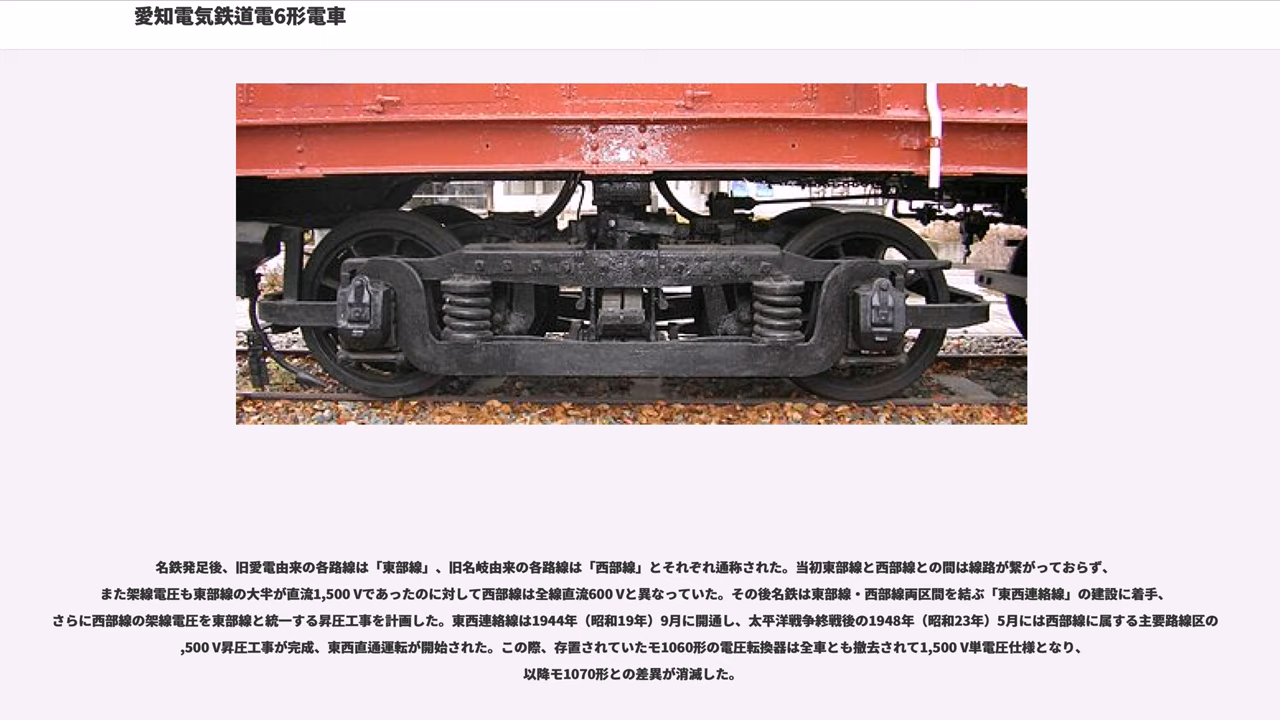 愛知電気鉄道電6形電車
名鉄発足後、旧愛電由来の各路線は「東部線」、旧名岐由来の各路線は「西部線」とそれぞれ通称された。当初東部線と西部線との間は線路が繋がっておらず、
また架線電圧も東部線の大半が直流1,500 Vであったのに対して西部線は全線直流600 Vと異なっていた。その後名鉄は東部線・西部線両区間を結ぶ「東西連絡線」の建設に着手、
さらに西部線の架線電圧を東部線と統一する昇圧工事を計画した。東西連絡線は1944年（昭和19年）9月に開通し、太平洋戦争終戦後の1948年（昭和23年）5月には西部線に属する主要路線区の
,500 V昇圧工事が完成、東西直通運転が開始された。この際、存置されていたモ1060形の電圧転換器は全車とも撤去されて1,500 V単電圧仕様となり、
以降モ1070形との差異が消滅した。